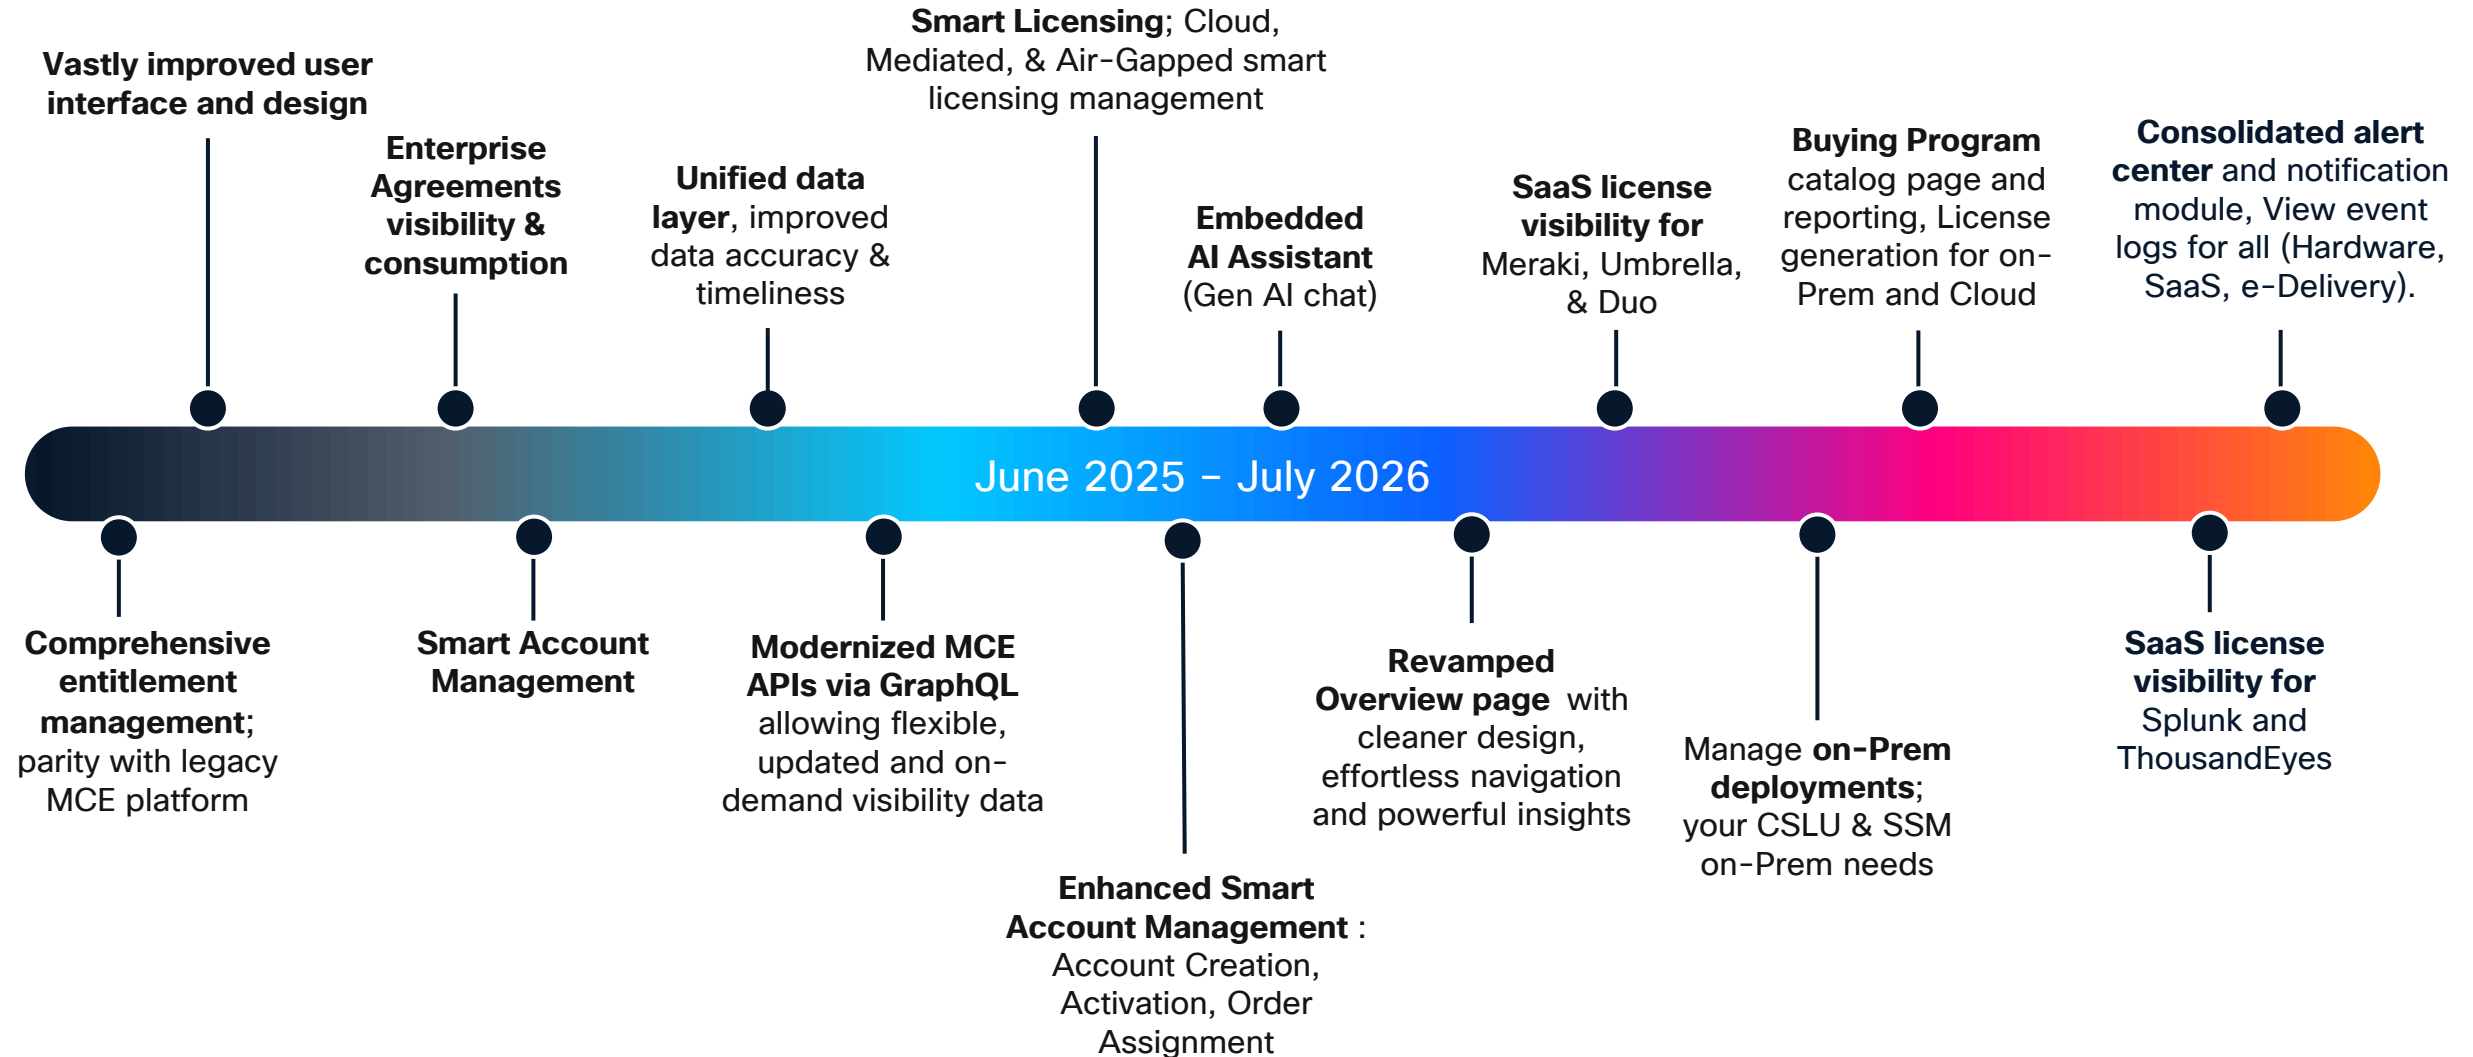 Vastly improved user
interface and design
Enterprise
Agreements
visibility &
consumption
Unified data
layer, improved
data accuracy &
timeliness
Smart Licensing; Cloud,
Mediated, & Air-Gapped smart
licensing management
Embedded
AI Assistant
(Gen AI chat)
SaaS license
visibility for
Meraki, Umbrella,
& Duo
Buying Program
catalog page and
reporting, License
generation for on-
Prem and Cloud
Consolidated alert
center and notification
module, View event
logs for all (Hardware,
SaaS, e-Delivery).
June 2025 – July 2026
Comprehensive
entitlement
management;
parity with legacy
MCE platform
Smart Account
Management
Modernized MCE
APIs via GraphQL
allowing flexible,
updated and on-
demand visibility data
Enhanced Smart
Account Management :
Account Creation,
Activation, Order
Assignment
Revamped
Overview page with
cleaner design,
effortless navigation
and powerful insights
Manage on-Prem
deployments;
your CSLU & SSM
on-Prem needs
SaaS license
visibility for
Splunk and
ThousandEyes